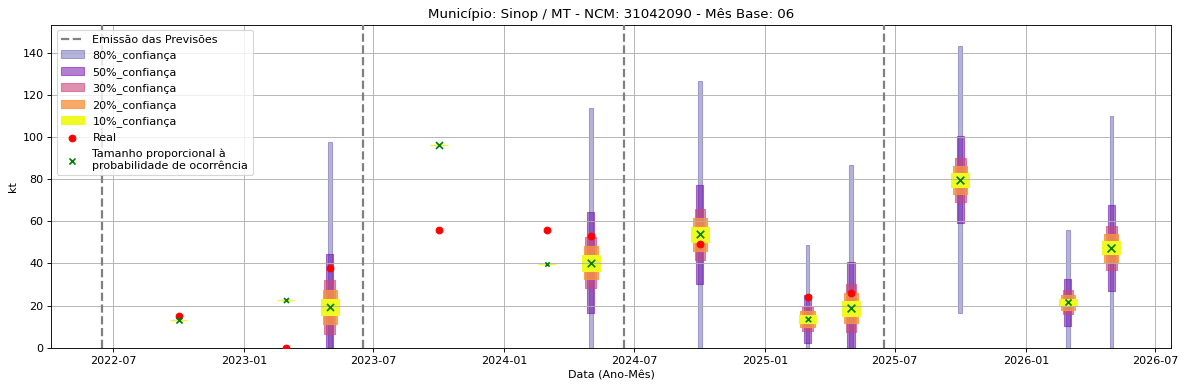 Município: Sinop / MT - NCM: 31042090 - Mês Base: 06
Emissão das Previsões
80%_confiança
50%_confiança
30%_confiança
20%_confiança
10%_confiança
Real
Tamanho proporcional à
probabilidade de ocorrência
kt
140
120
100
80
60
40
20
0
2022-07 2023-01 2023-07 2024-01 2024-07 2025-01 2025-07 2026-01 2026-07
Data (Ano-Mês)